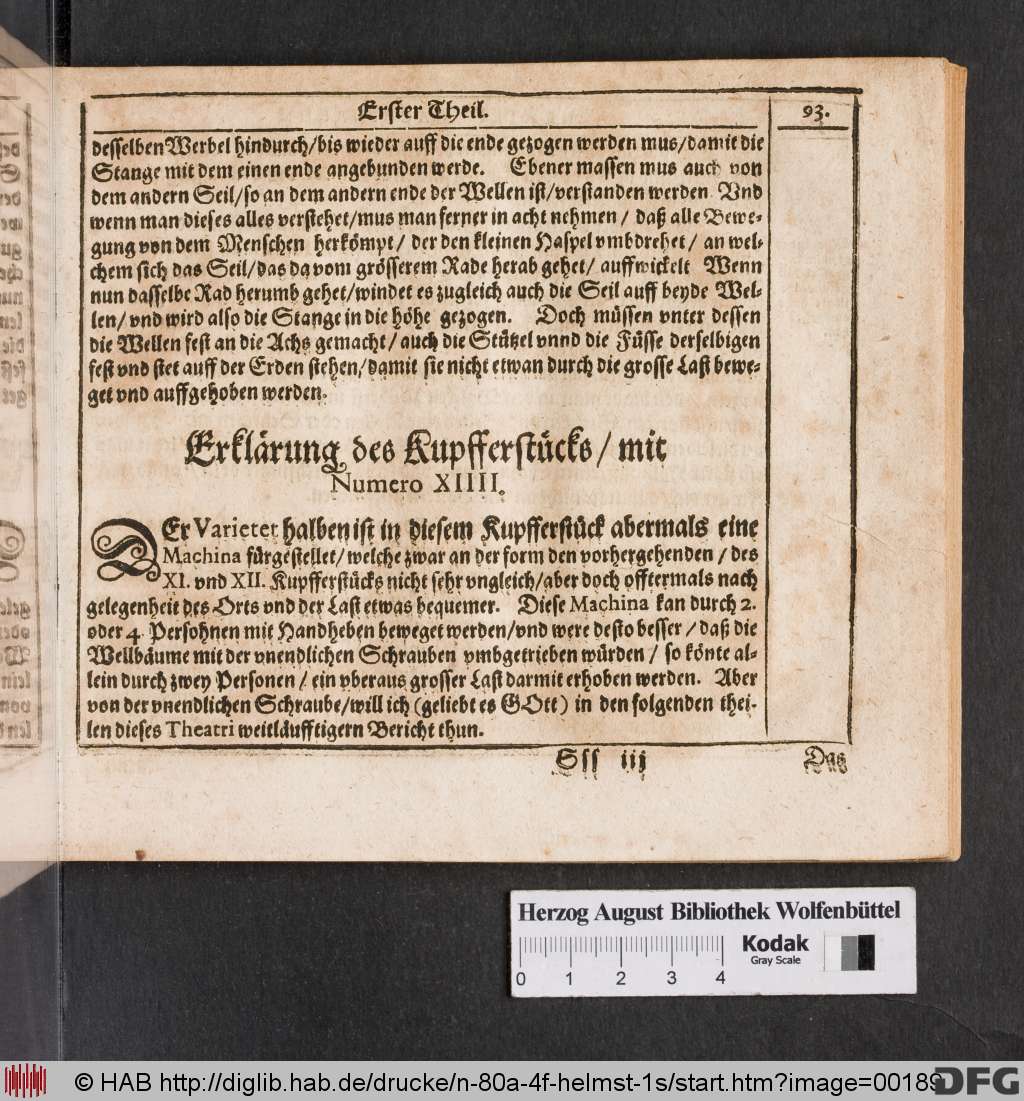 Erster Theil. 93.
desselben Werbel hindurch/bis wieder auff die ende gezogen werden mus/damit die
Stange mit dem einen ende angebunden werde. Ebener massen mus auch von
dem andern Seil/so an dem andern ende der Wellen ist/verstanden werden. Vnd
wenn man dieses alles verstehet/mus man ferner in acht nehmen / daß alle Bewe-
gung von dem Menschen herkömpt/ der den kleinen Haspel vmbdrehet/ an wel-
chem sich das Seil/das da vom grösserem Rade herab gehet/ auffwickelt Wenn
nun dasselbe Rad herumb gehet/windet es zugleich auch die Seil auff beyde Wel-
len/ vnd wird also die Stange in die höhe gezogen. Doch müssen vnter dessen
die Wellen fest an die Achs gemacht/ auch die Stützel vnnd die Füsse derselbigen
fest vnd stet auff der Erden stehen/damit sie nicht etwan durch die grosse Last bewe-
get vnd auffgehoben werden.
Erklärung des Kupfferstücks/ mit
Numero XIIII.
DEr Varietet halben ist in diesem Kupfferstück abermals eine
Machina fürgestellet/welche zwar an der form den vorhergehenden / des
XI. vnd XII. Kupfferstücks nicht sehr vngleich/aber doch offtermals nach
gelegenheit des Orts vnd der Last etwas bequemer. Diese Machina kan durch 2.
oder 4. Persohnen mit Handheben beweget werden/vnd were desto besser / daß die
Wellbäume mit der vnendlichen Schrauben vmbgetrieben würden / so könte al-
lein durch zwey Personen / ein vberaus grosser Last darmit erhoben werden. Aber
von der vnendlichen Schraube/will ich (geliebt es GOtt) in den folgenden thei-
len dieses Theatri weitläufftigern Bericht thun.
Sss iij Das
Herzog August Bibliothek Wolfenbüttel
Kodak
Gray Scale
0 1 2 3 4
© HAB http://diglib.hab.de/drucke/n-80a-4f-helmst-1s/start.htm?image=00189
DFG